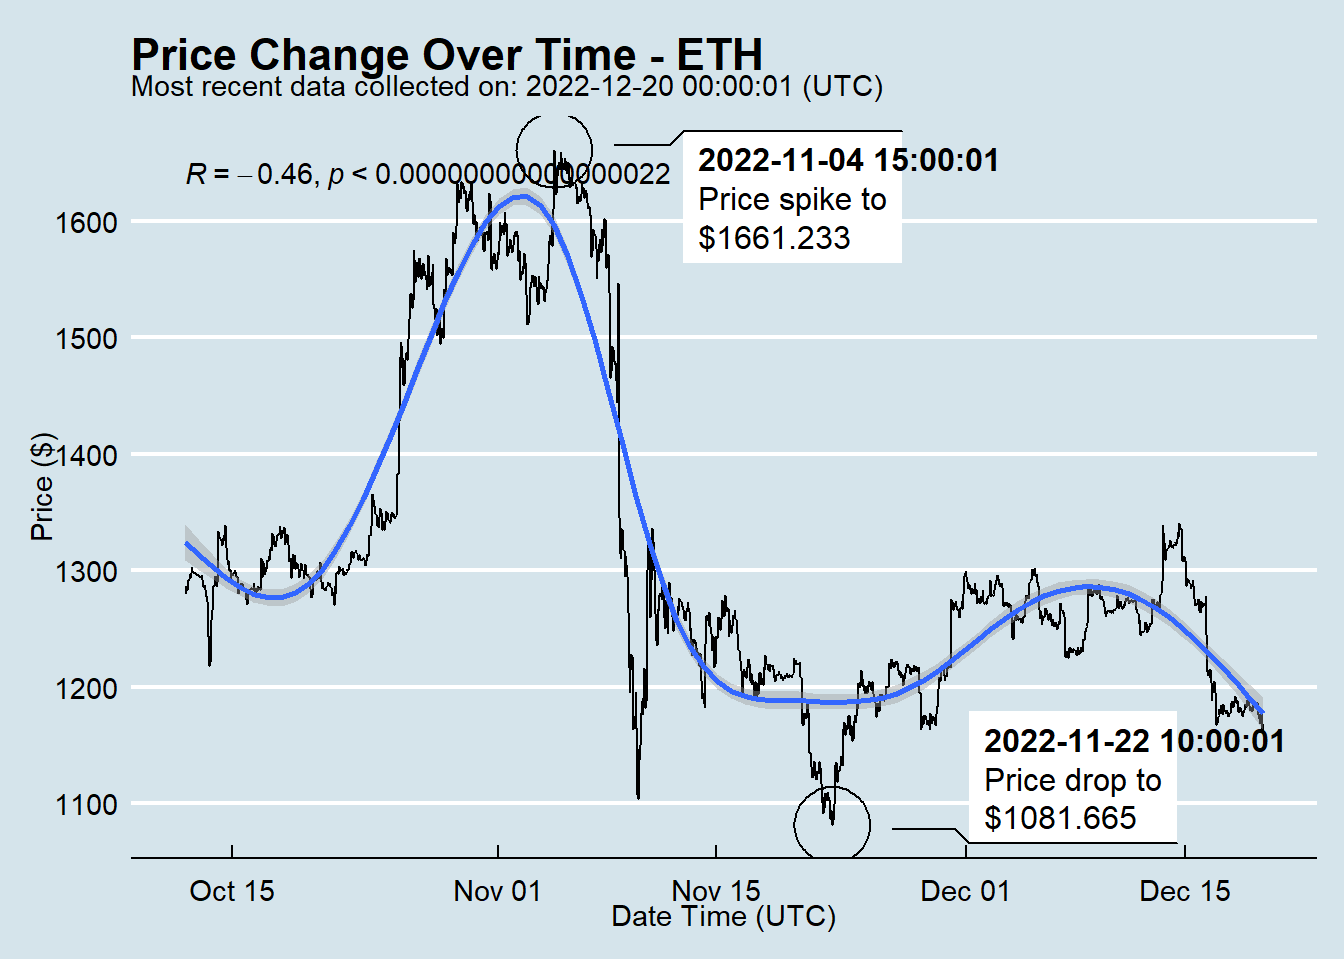 Price Change Over Time - ETH
Most recent data collected on: 2022-12-20 00:00:01 (UTC)
R = −0.46, p < 0.00000000000000022
2022-11-04 15:00:01
Price spike to
$1661.233
1600
1500
1400
1300
1200
1100
Price ($)
2022-11-22 10:00:01
Price drop to
$1081.665
Oct 15
Nov 01
Nov 15
Dec 01
Dec 15
Date Time (UTC)